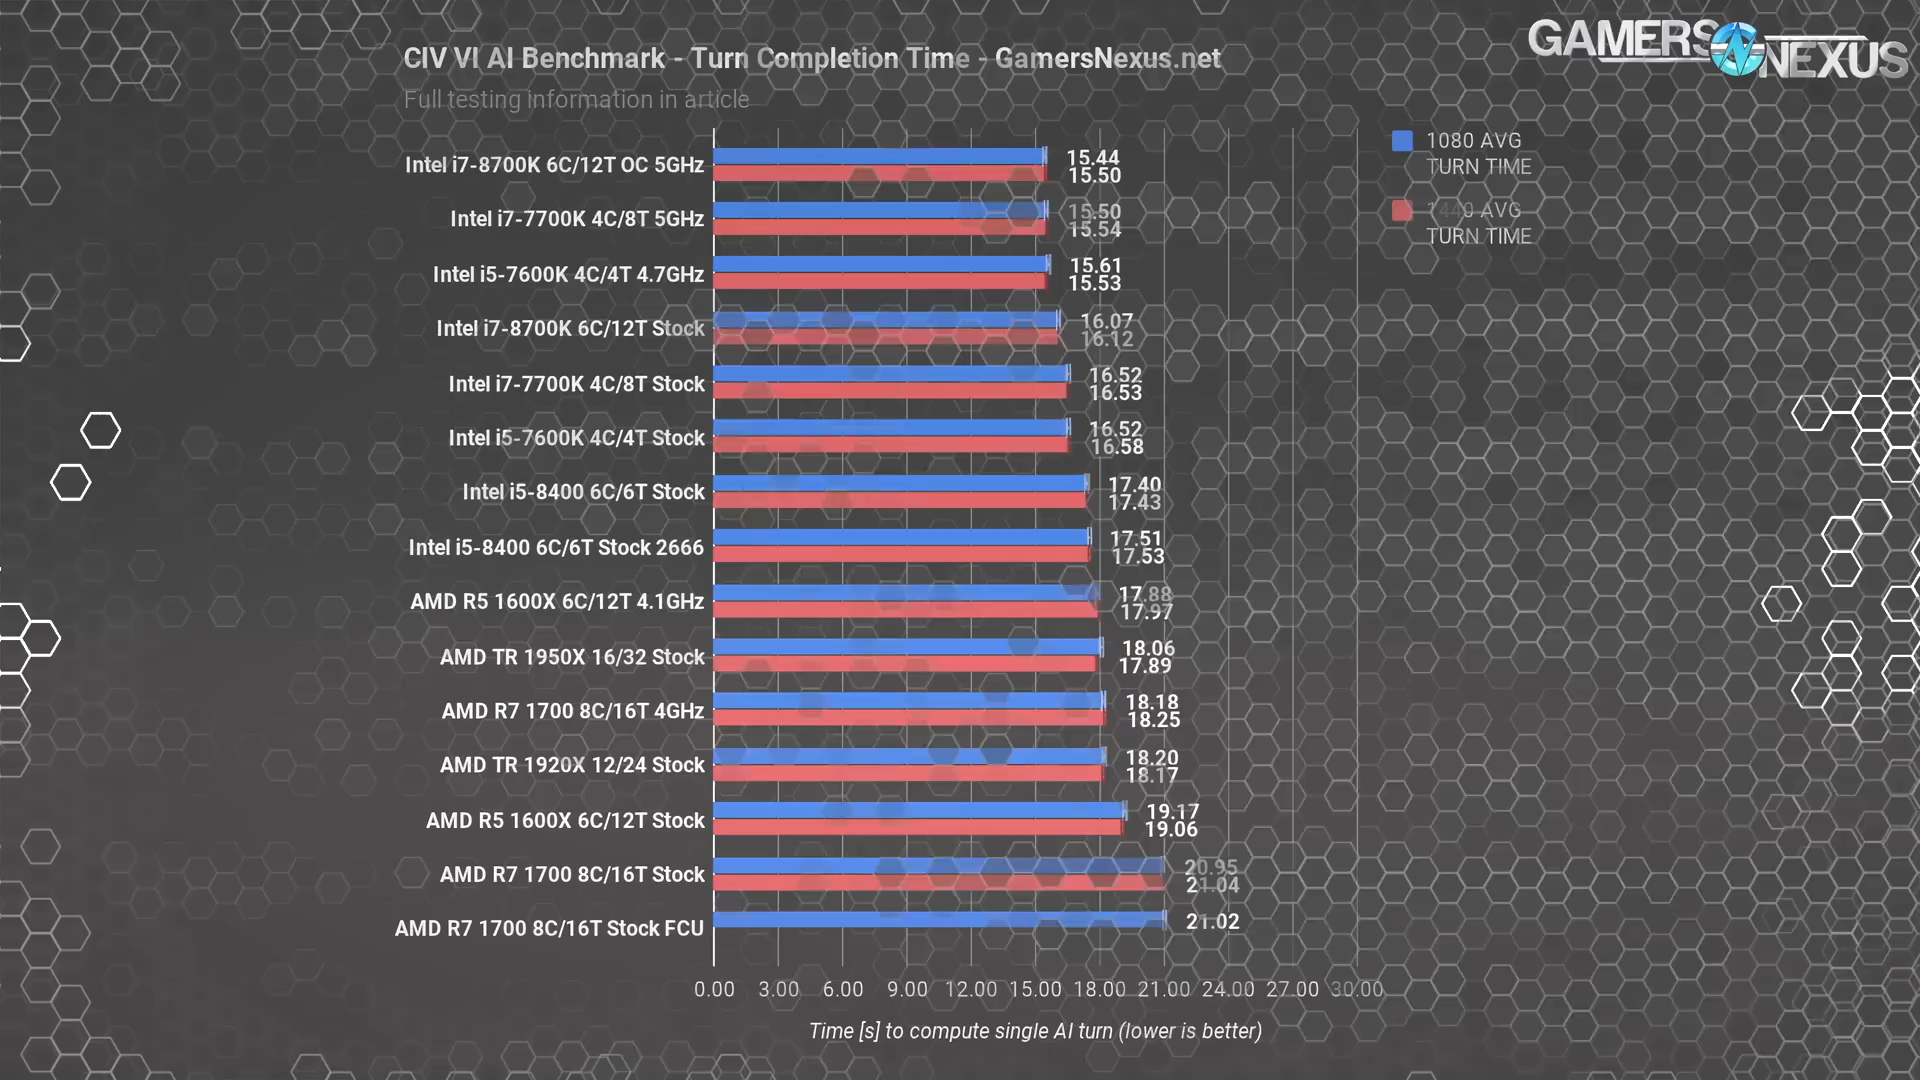 GAMERS NEXUS
CIV VI AI Benchmark - Turn Completion Time - GamersNexus.net
Full testing information in article
1080 AVG
TURN TIME
1440 AVG
TURN TIME
Intel i7-8700K 6C/12T OC 5GHz
15.44
15.50
Intel i7-7700K 4C/8T 5GHz
15.50
15.54
Intel i5-7600K 4C/4T 4.7GHz
15.61
15.53
Intel i7-8700K 6C/12T Stock
16.07
16.12
Intel i7-7700K 4C/8T Stock
16.52
16.53
Intel i5-7600K 4C/4T Stock
16.52
16.58
Intel i5-8400 6C/6T Stock
17.40
17.43
Intel i5-8400 6C/6T Stock 2666
17.51
17.53
AMD R5 1600X 6C/12T 4.1GHz
17.88
17.97
AMD TR 1950X 16/32 Stock
18.06
17.89
AMD R7 1700 8C/16T 4GHz
18.18
18.25
AMD TR 1920X 12/24 Stock
18.20
18.17
AMD R5 1600X 6C/12T Stock
19.17
19.06
AMD R7 1700 8C/16T Stock
20.95
21.04
AMD R7 1700 8C/16T Stock FCU
21.02
0.00 3.00 6.00 9.00 12.00 15.00 18.00 21.00 24.00 27.00 30.00
Time [s] to compute single AI turn (lower is better)